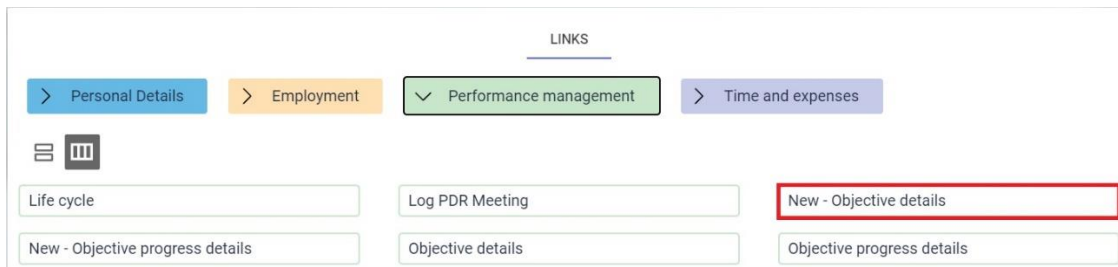 LINKS
Personal Details Employment Performance management Time and expenses
Life cycle Log PDR Meeting New - Objective details
New - Objective progress details Objective details Objective progress details